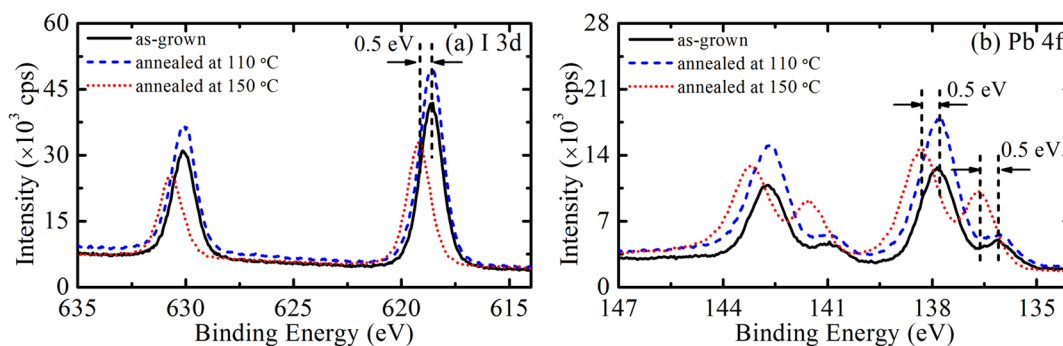 (a) I 3d
as-grown
annealed at 110 °C
annealed at 150 °C
0.5 eV
60
45
30
15
0
Intensity (×10³ cps)
635
630
625
619
615
Binding Energy (eV)
(b) Pb 4f
as-grown
annealed at 110 °C
annealed at 150 °C
0.5 eV
0.5 eV
28
21
14
7
0
Intensity (×10³ cps)
147
144
141
138
134
Binding Energy (eV)